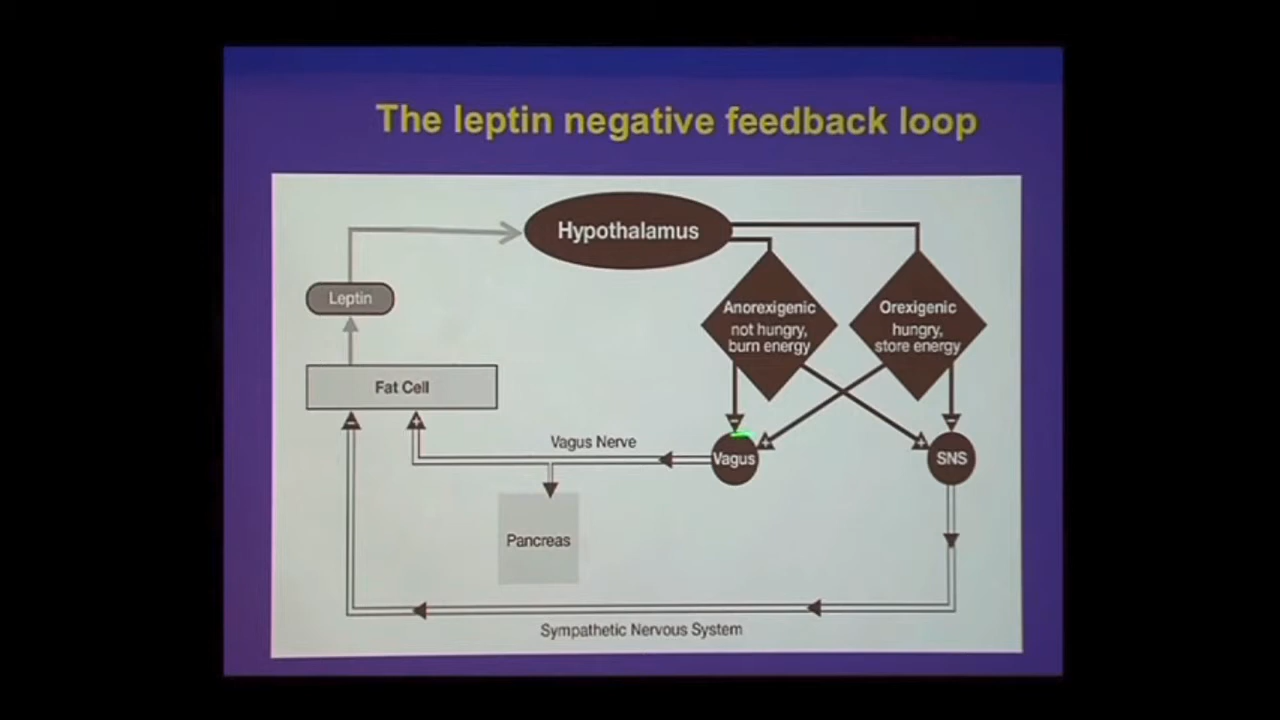 The leptin negative feedback loop
Hypothalamus
Leptin
Anorexigenic
not hungry,
burn energy
Orexigenic
hungry,
store energy
Fat Cell
-
+
-
+
+
-
Vagus Nerve
Vagus
SNS
Pancreas
Sympathetic Nervous System